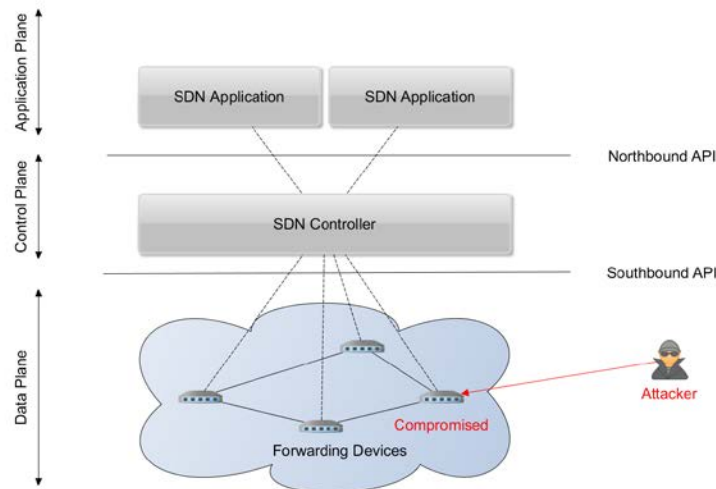 Application Plane
SDN Application
SDN Application
Northbound API
Control Plane
SDN Controller
Southbound API
Data Plane
Attacker
Compromised
Forwarding Devices